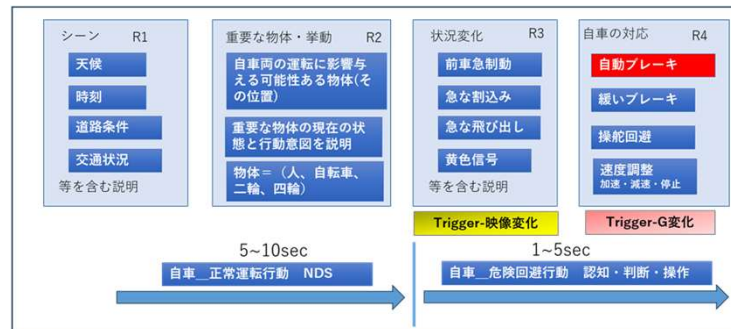 シーン R1
天候
時刻
道路条件
交通状況
等を含む説明
重要な物体・挙動 R2
自車両の運転に影響与
える可能性ある物体(そ
の位置)
重要な物体の現在の状
態と行動意図を説明
物体=（人、自転車、
二輪、四輪）
状況変化 R3
前車急制動
急な割込み
急な飛び出し
黄色信号
等を含む説明
自車の対応 R4
自動ブレーキ
緩いブレーキ
操舵回避
速度調整
加速・減速・停止
Trigger-映像変化
Trigger-G変化
5~10sec
1~5sec
自車__正常運転行動 NDS
自車__危険回避行動 認知・判断・操作